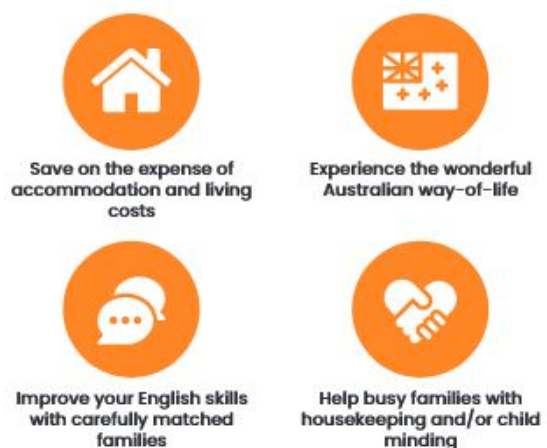 Save on the expense of
accommodation and living
costs
Experience the wonderful
Australian way-of-life
Improve your English skills
with carefully matched
families
Help busy families with
housekeeping and/or child
minding